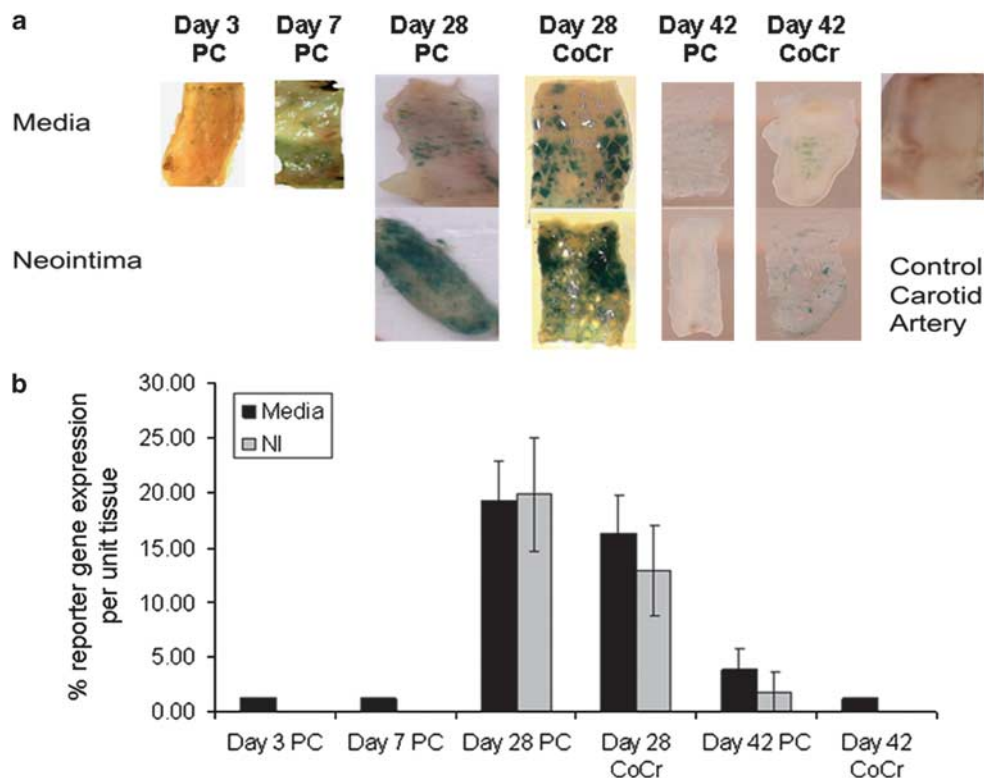 a
Day 3 PC
Day 7 PC
Day 28 PC
Day 28 CoCr
Day 42 PC
Day 42 CoCr
Media
Neointima
Control
Carotid
Artery
b
% reporter gene expression
per unit tissue
30.00
25.00
20.00
15.00
10.00
5.00
0.00
Media
NI
Day 3 PC
Day 7 PC
Day 28 PC
Day 28
CoCr
Day 42 PC
Day 42
CoCr